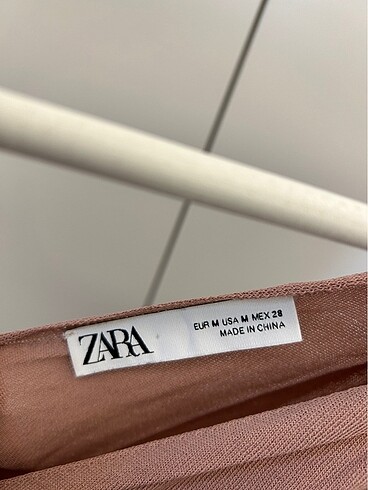 ZARA
EUR M USA M MEX 28
MADE IN CHINA